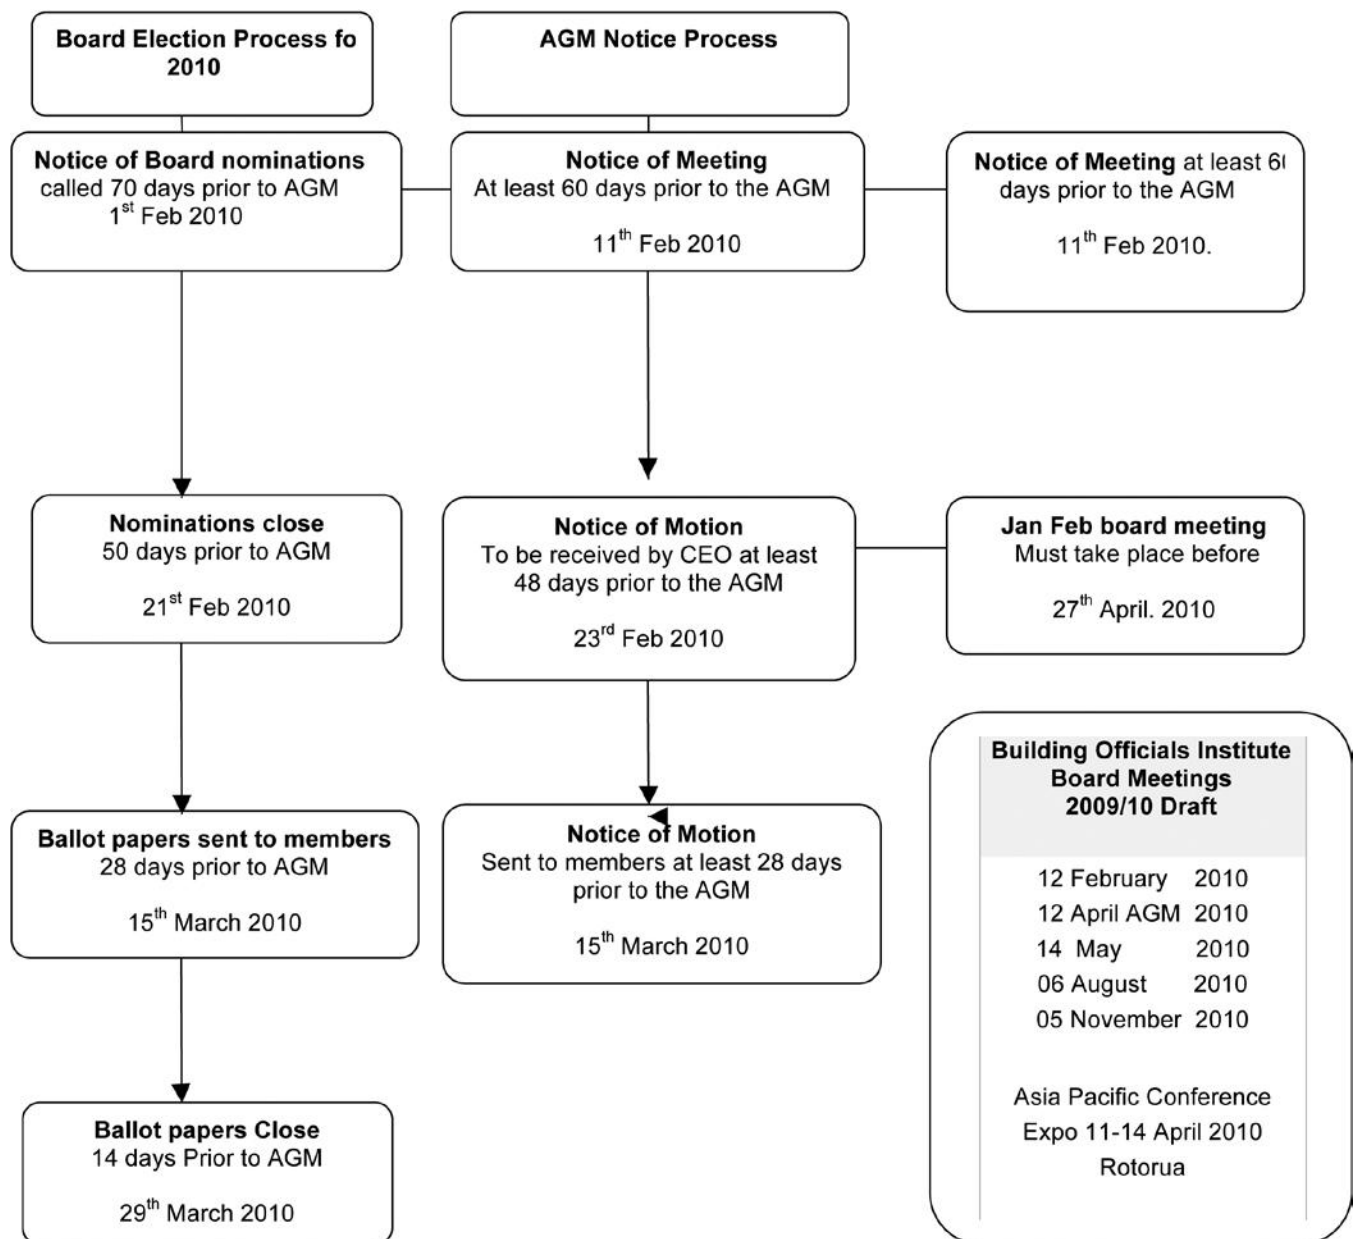 Board Election Process fo
2010
AGM Notice Process
Notice of Board nominations
called 70 days prior to AGM
1st Feb 2010
Notice of Meeting
At least 60 days prior to the AGM
11th Feb 2010
Notice of Meeting at least 60
days prior to the AGM
11th Feb 2010.
Nominations close
50 days prior to AGM
21st Feb 2010
Notice of Motion
To be received by CEO at least
48 days prior to the AGM
23rd Feb 2010
Jan Feb board meeting
Must take place before
27th April. 2010
Ballot papers sent to members
28 days prior to AGM
15th March 2010
Notice of Motion
Sent to members at least 28 days
prior to the AGM
15th March 2010
Ballot papers Close
14 days Prior to AGM
29th March 2010
Building Officials Institute
Board Meetings
2009/10 Draft
12 February 2010
12 April AGM 2010
14 May 2010
06 August 2010
05 November 2010
Asia Pacific Conference
Expo 11-14 April 2010
Rotorua